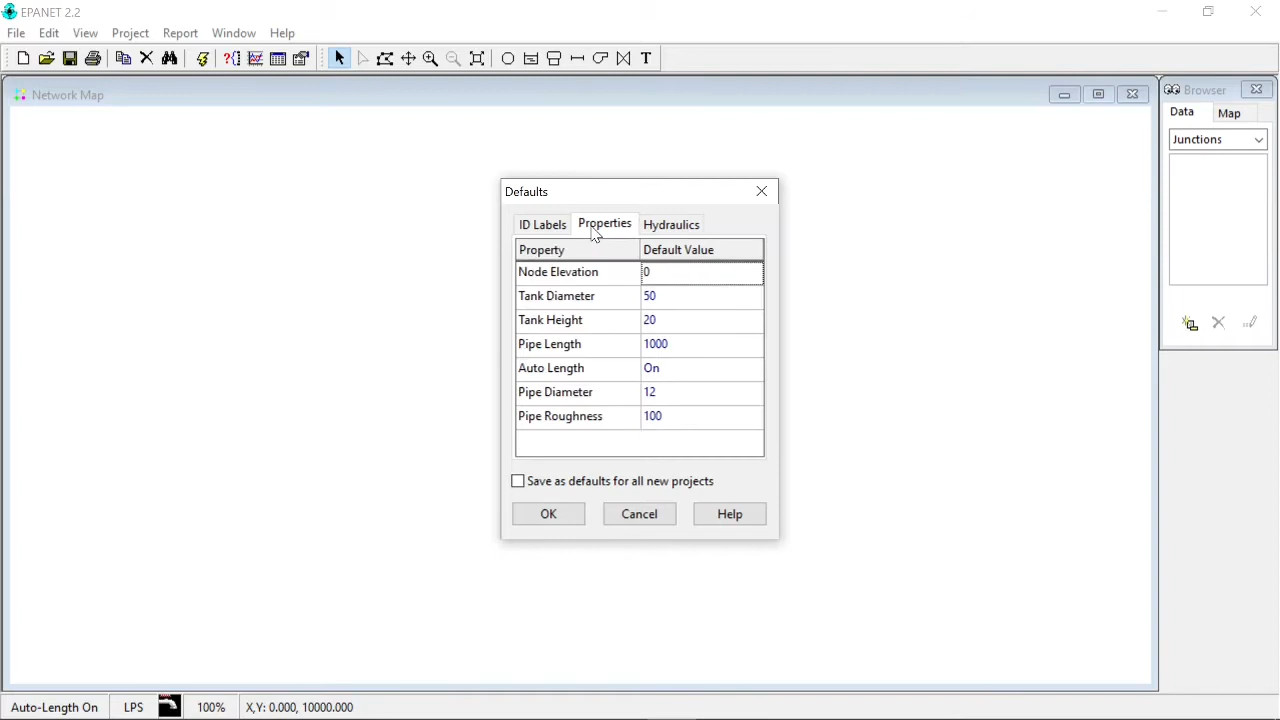 EPANET 2.2
File Edit View Project Report Window Help
T
Network Map
Browser
Data Map
Junctions
Defaults
ID Labels Properties Hydraulics
Property Default Value
Node Elevation 0
Tank Diameter 50
Tank Height 20
Pipe Length 1000
Auto Length On
Pipe Diameter 12
Pipe Roughness 100
Save as defaults for all new projects
OK Cancel Help
Auto-Length On LPS 100% X,Y: 0.000, 10000.000